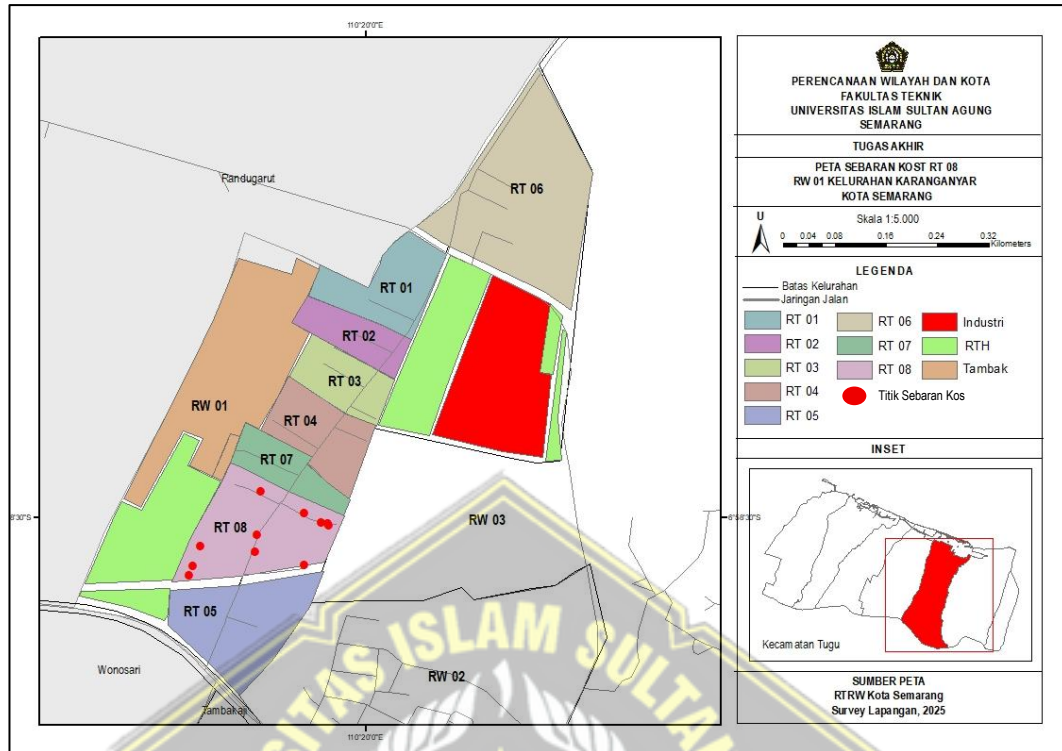 110°20'0"E
Randugarut
RT 06
RT 01
RT 02
RT 03
RW 01
RT 04
RT 07
RT 08
RW 03
RT 05
Wonosari
RW 02
Tambakaji
110°20'0"E
8'30"
6°58'30"S
ISLAM SUL
SITAS
PERENCANAAN WILAYAH DAN KOTA
FAKULTAS TEKNIK
UNIVERSITAS ISLAM SULTAN AGUNG
SEMARANG
TUGAS AKHIR
PETA SEBARAN KOST RT 08
RW 01 KELURAHAN KARANGANYAR
KOTA SEMARANG
U
Skala 1:5.000
0 0.04 0.08 0.16 0.24 0.32
Kilometers
LEGENDA
Batas Kelurahan
Jaringan Jalan
RT 01 RT 06 Industri
RT 02 RT 07 RTH
RT 03 RT 08 Tambak
RT 04 Titik Sebaran Kos
RT 05
INSET
Kecamatan Tugu
SUMBER PETA
RTRW Kota Semarang
Survey Lapangan, 2025